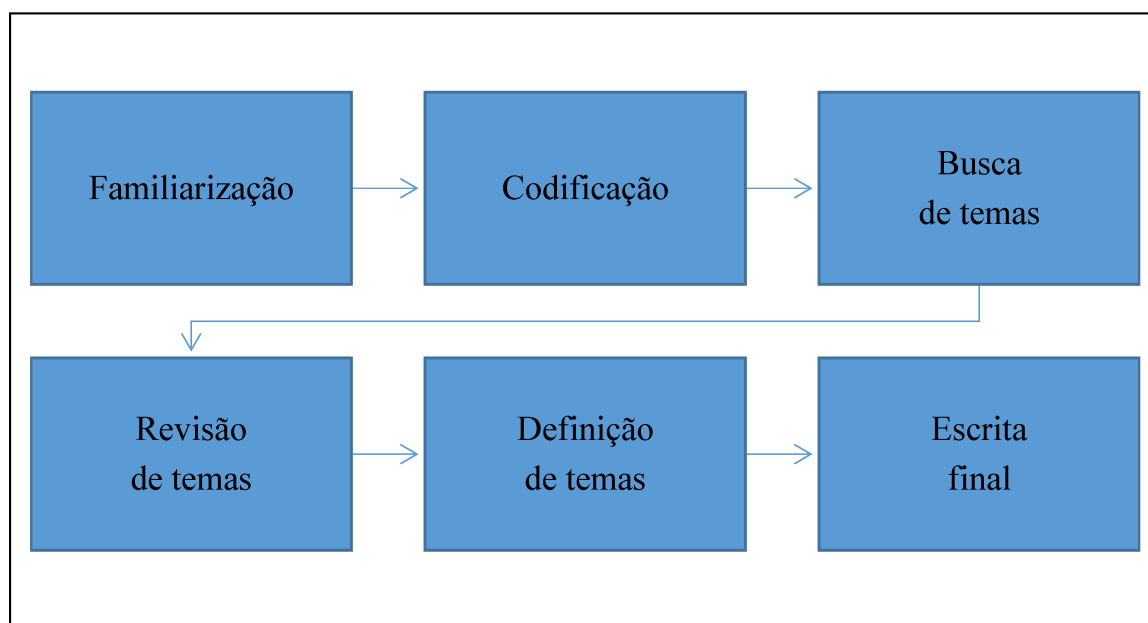 Familiarização
Codificação
Busca
de temas
Revisão
de temas
Definição
de temas
Escrita
final